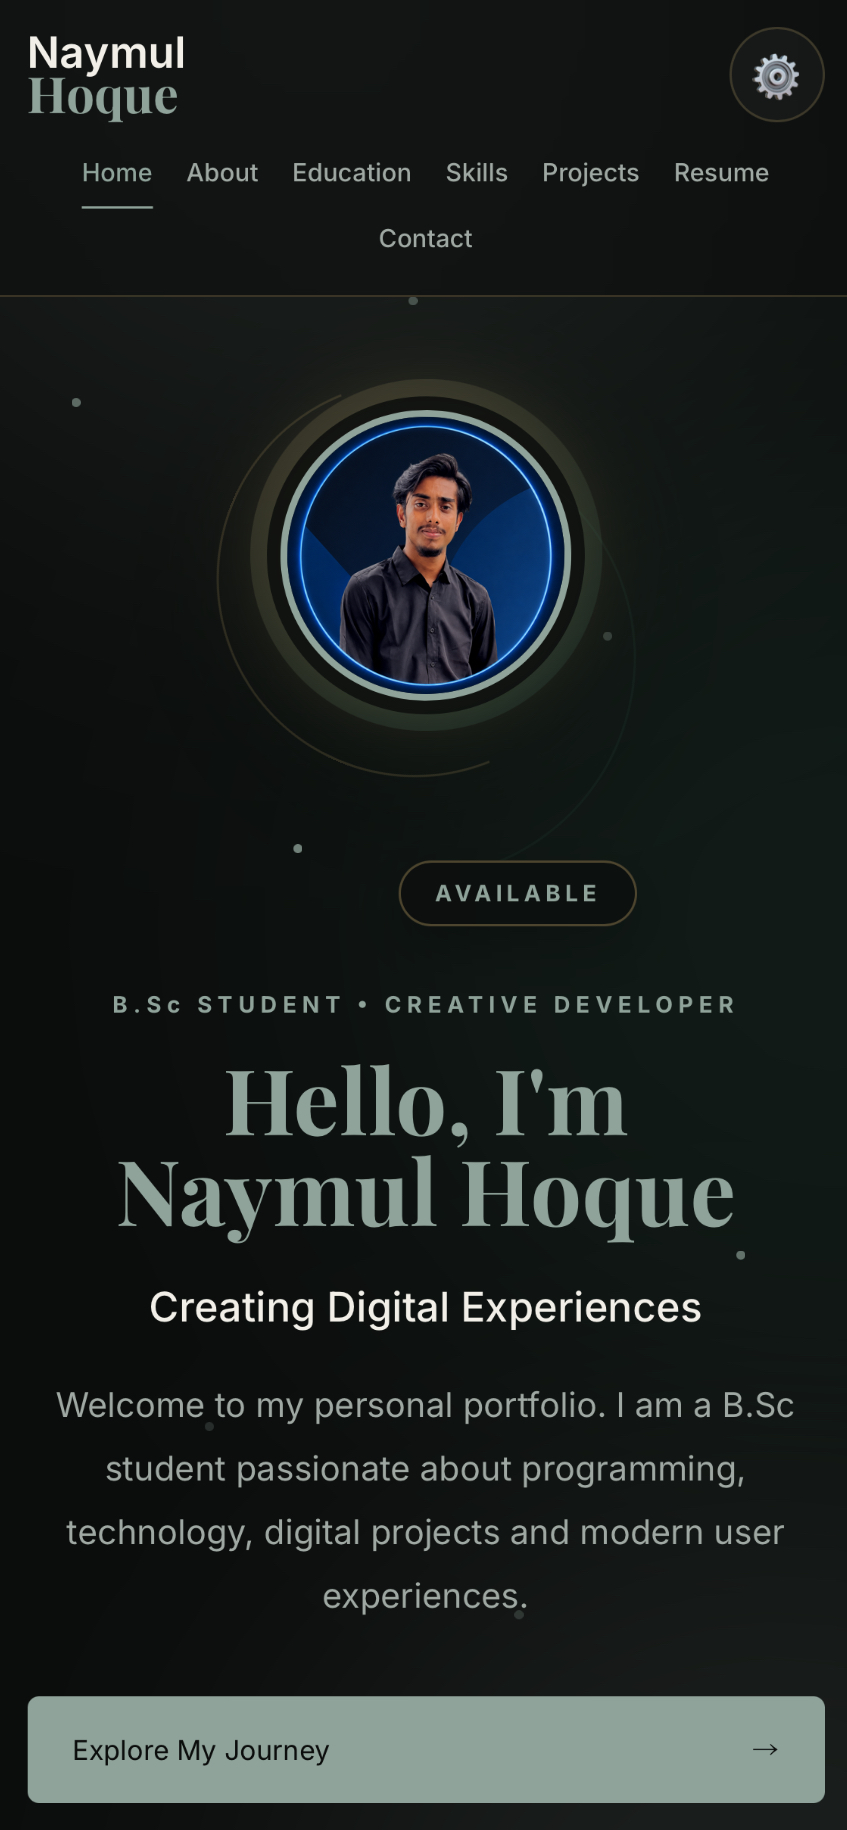 Naymul
Hoque
Home About Education Skills Projects Resume
Contact
AVAILABLE
B.Sc STUDENT • CREATIVE DEVELOPER
Hello, I'm
Naymul Hoque
Creating Digital Experiences
Welcome to my personal portfolio. I am a B.Sc
student passionate about programming,
technology, digital projects and modern user
experiences.
Explore My Journey →